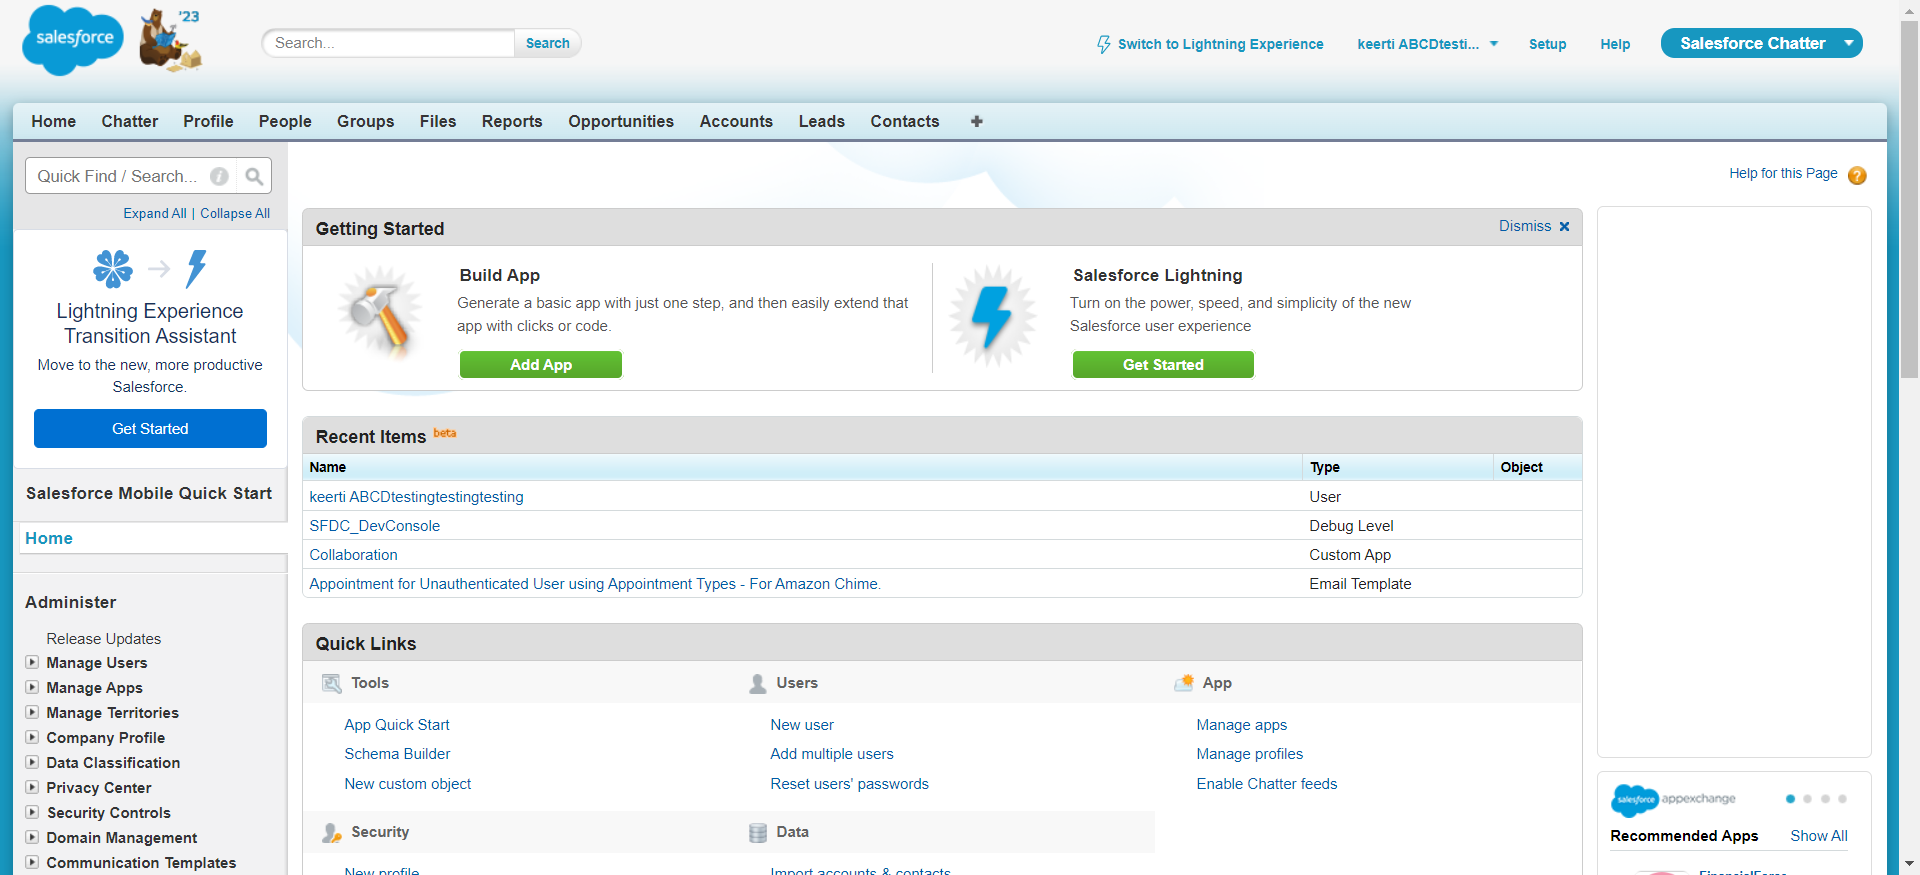 salesforce
'23
Search...
Search
Switch to Lightning Experience
keerti ABCDtesti...
Setup
Help
Salesforce Chatter
Home
Chatter
Profile
People
Groups
Files
Reports
Opportunities
Accounts
Leads
Contacts
Quick Find / Search...
Expand All | Collapse All
Lightning Experience
Transition Assistant
Move to the new, more productive
Salesforce.
Get Started
Salesforce Mobile Quick Start
Home
Administer
Release Updates
Manage Users
Manage Apps
Manage Territories
Company Profile
Data Classification
Privacy Center
Security Controls
Domain Management
Communication Templates
Help for this Page
Getting Started
Dismiss
Build App
Generate a basic app with just one step, and then easily extend that
app with clicks or code.
Add App
Salesforce Lightning
Turn on the power, speed, and simplicity of the new
Salesforce user experience
Get Started
Recent Items beta
Name Type Object
keerti ABCDtestingtestingtesting User
SFDC_DevConsole Debug Level
Collaboration Custom App
Appointment for Unauthenticated User using Appointment Types - For Amazon Chime. Email Template
Quick Links
Tools
App Quick Start
Schema Builder
New custom object
Users
New user
Add multiple users
Reset users' passwords
App
Manage apps
Manage profiles
Enable Chatter feeds
Security
New profile
Data
Import accounts & contacts
salesforce appexchange
Recommended Apps
Show All
FinancialForce